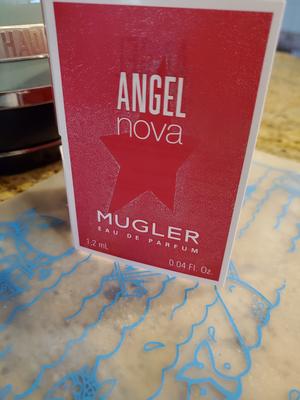 ANGEL
nova
MUGLER
EAU DE PARFUM
1,2 mL 0.04 Fl. Oz.